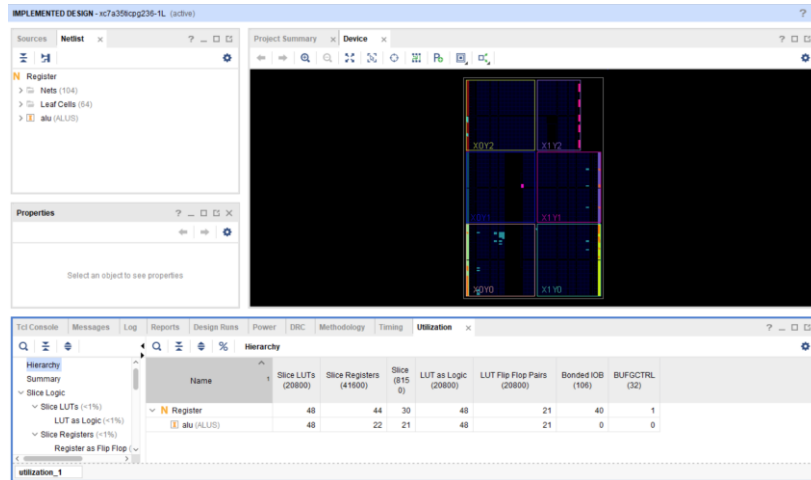 IMPLEMENTED DESIGN - xc7a35ticpg236-1L (active)
?
Sources Netlist × ? _
Project Summary × Device × ?
N Register
> Nets (104)
> Leaf Cells (64)
> alu (ALUS)
X0Y2 X1Y2
X0Y1 X1Y1
X0Y0 X1Y0
Properties ? _ ×
Select an object to see properties
Tcl Console Messages Log Reports Design Runs Power DRC Methodology Timing Utilization × ? _
% Hierarchy
Hierarchy
Summary
Slice Logic
Slice LUTs (<1%)
LUT as Logic (<1%)
Slice Registers (<1%)
Register as Flip Flop (
Name 1 Slice LUTs (20800) Slice Registers (41600) Slice (8150) LUT as Logic (20800) LUT Flip Flop Pairs (20800) Bonded IOB (106) BUFGCTRL (32)
N Register 48 44 30 48 21 40 1
alu (ALUS) 48 22 21 48 21 0 0
utilization_1